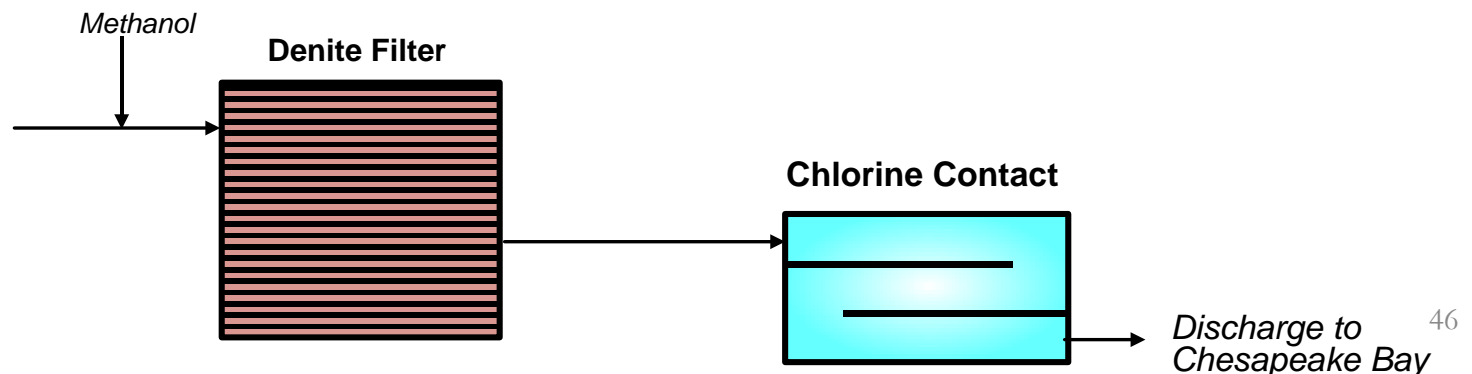 Methanol
Denite Filter
Chlorine Contact
Discharge to
Chesapeake Bay
46